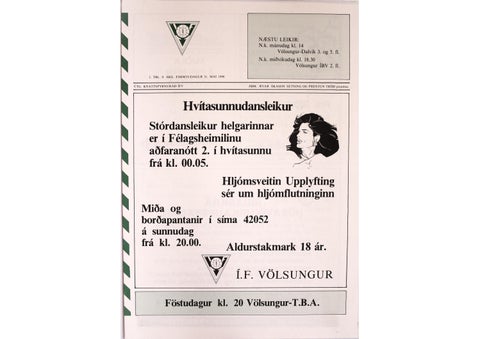 NÆSTU LEIKIR:
N.k. mánudag kl. 14
Völsungur-Dalvík 3. og 5. fl.
N.k. miðvikudag kl. 18,30
Völsungur ÍRV 2. fl.
Hvítasunnudansleikur
Stórdansleikur helgarinnar
er í Félagsheimilinu
aðfaranótt 2. í hvítasunnu
frá kl. 00.05.
Hljómsveitin Upplyfting
sér um hljómflutninginn
Miða og
borðapantanir í síma 42052
á sunnudag
frá kl. 20.00.
Aldurstakmark 18 ár.
Í.F. VÖLSUNGUR
Föstudagur kl. 20 Völsungur-T.B.A.